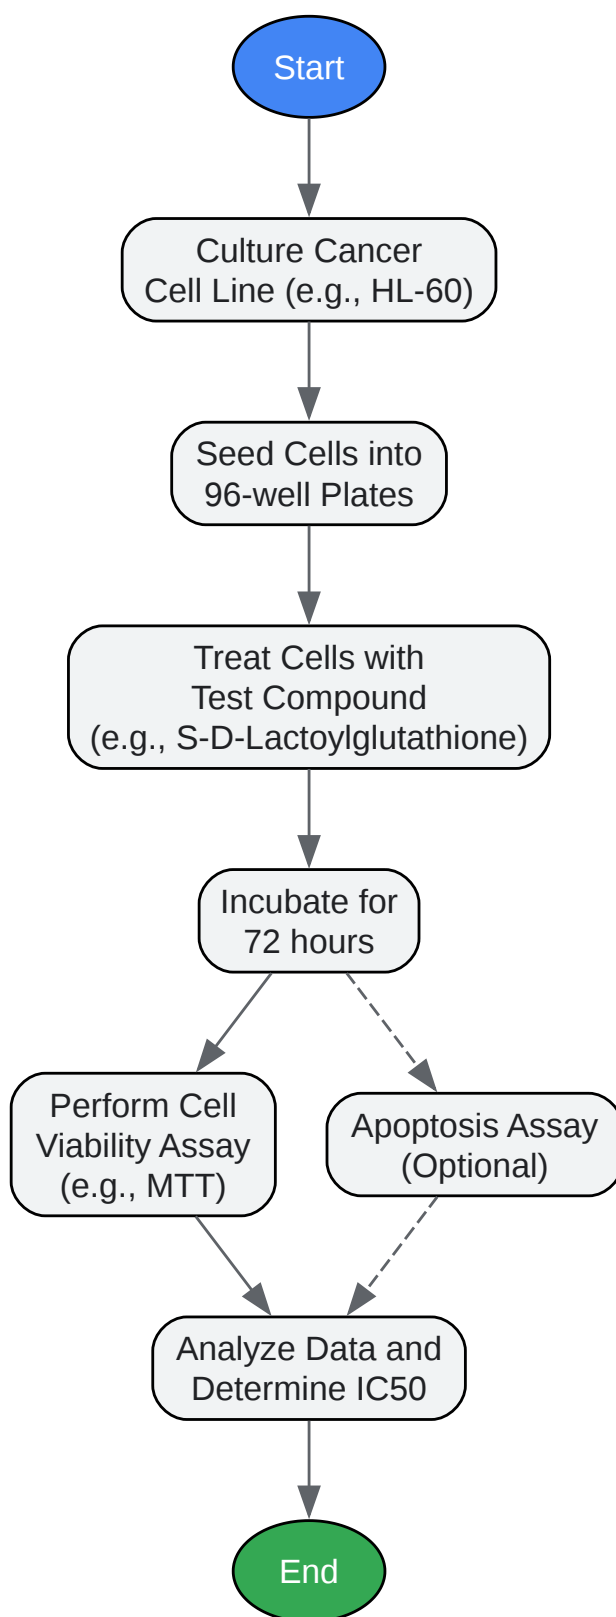 Start
Culture Cancer
Cell Line (e.g., HL-60)
Seed Cells into
96-well Plates
Treat Cells with
Test Compound
(e.g., S-D-Lactoylglutathione)
Incubate for
72 hours
Perform Cell
Viability Assay
(e.g., MTT)
Apoptosis Assay
(Optional)
Analyze Data and
Determine IC50
End